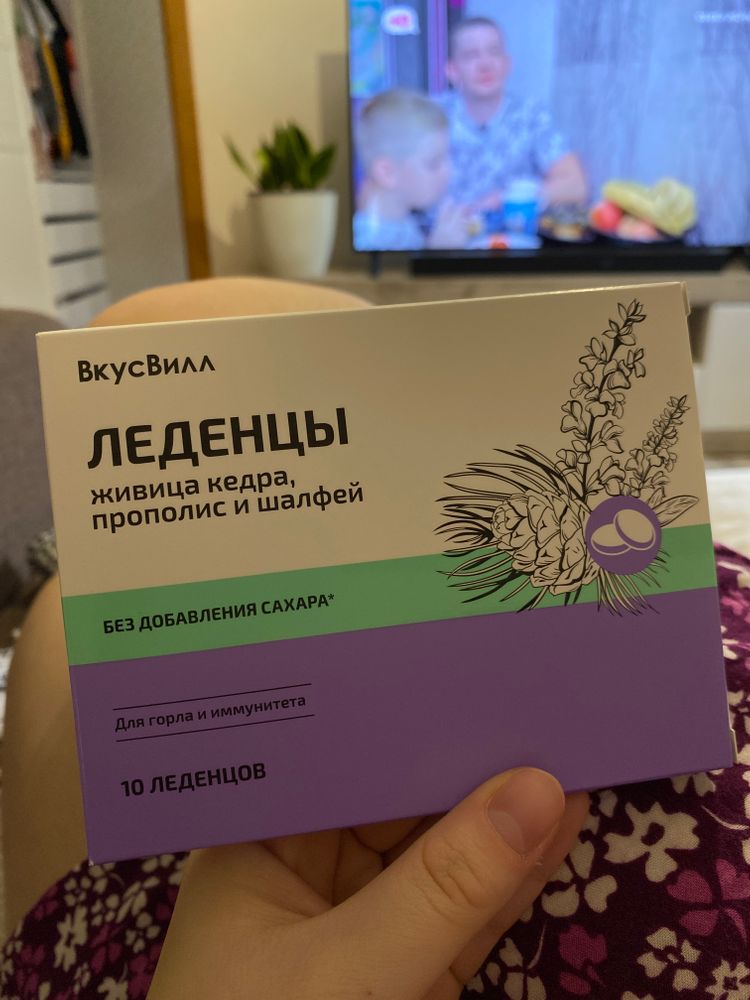 ВкусВилл
ЛЕДЕНЦЫ
живица кедра,
прополис и шалфей
БЕЗ ДОБАВЛЕНИЯ САХАРА*
Для горла и иммунитета
10 ЛЕДЕНЦОВ